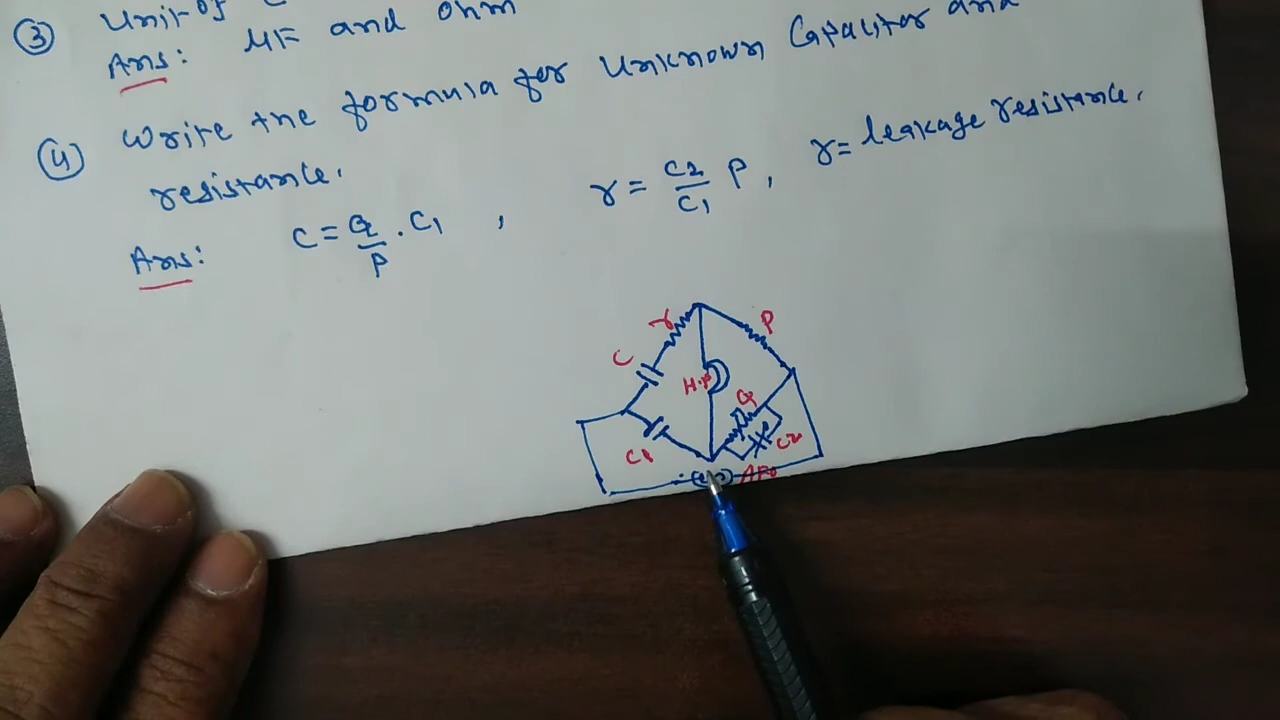 ③ Unit of
Ans: μF and ohm
④ Write the formula for Unknown Capacitor and
resistance.
Ans: C = Q/P . C1 , r = C2/C1 P , r = leakage resistance.
r P
C H.P Q
C1 C2
AFO